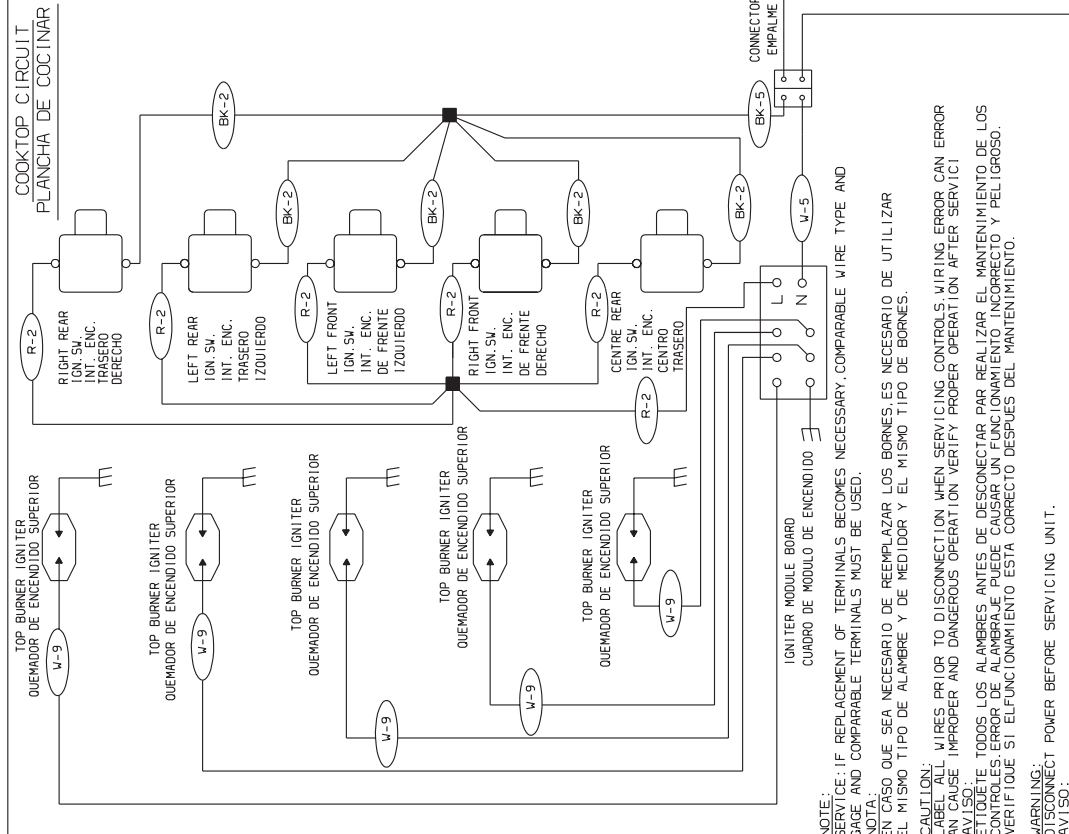 COOKTOP CIRCUIT
PLANCHA DE COCINAR
TOP BURNER IGNITER
QUEMADOR DE ENCENDIDO SUPERIOR
W-9
R-2
RIGHT REAR
IGN. SW.
INT. ENC.
TRASERO
DERECHO
BK-2
TOP BURNER IGNITER
QUEMADOR DE ENCENDIDO SUPERIOR
W-9
R-2
LEFT REAR
IGN. SW.
INT. ENC.
TRASERO
IZQUIERDO
BK-2
TOP BURNER IGNITER
QUEMADOR DE ENCENDIDO SUPERIOR
W-9
R-2
LEFT FRONT
IGN. SW.
INT. ENC.
DE FRENTE
IZQUIERDO
BK-2
TOP BURNER IGNITER
QUEMADOR DE ENCENDIDO SUPERIOR
W-9
R-2
RIGHT FRONT
IGN. SW.
INT. ENC.
DE FRENTE
DERECHO
BK-2
TOP BURNER IGNITER
QUEMADOR DE ENCENDIDO SUPERIOR
W-9
R-2
CENTRE REAR
IGN. SW.
INT. ENC.
CENTRO
TRASERO
BK-2
R-2
CONNECTOR
EMPALME
BK-5
W-5
L
N
IGNITER MODULE BOARD
CUADRO DE MODULO DE ENCENDIDO
NOTE:
SERVICE: IF REPLACEMENT OF TERMINALS BECOMES NECESSARY, COMPARABLE WIRE TYPE AND
GAGE AND COMPARABLE TERMINALS MUST BE USED.
NOTA:
EN CASO QUE SEA NECESARIO DE REEMPLAZAR LOS BORNES, ES NECESARIO DE UTILIZAR
EL MISMO TIPO DE ALAMBRE Y DE MEDIDOR Y EL MISMO TIPO DE BORNES.
CAUTION:
LABEL ALL WIRES PRIOR TO DISCONNECTION WHEN SERVICING CONTROLS. WIRING ERROR CAN ERROR
AN CAUSE IMPROPER AND DANGEROUS OPERATION VERIFY PROPER OPERATION AFTER SERVICI
AVISO:
ETIQUETE TODOS LOS ALAMBRES ANTES DE DESCONECTAR PAR REALIZAR EL MANTENIMIENTO DE LOS
CONTROLES. ERROR DE ALAMBRAJE PUEDE CAUSAR UN FUNCIONAMIENTO INCORRECTO Y PELIGROSO.
VERIFIQUE SI ELFUNCIONAMIENTO ESTA CORRECTO DESPUES DEL MANTENIMIENTO.
WARNING:
DISCONNECT POWER BEFORE SERVICING UNIT.
AVISO: